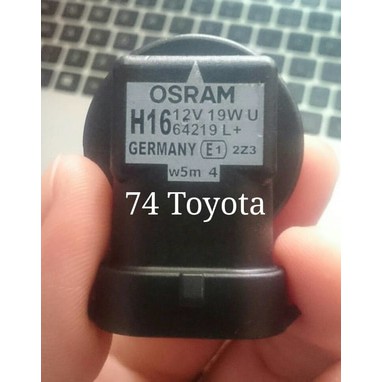 OSRAM
H16 12V 19W U
64219 L+
GERMANY E1 2Z3
w5m 4
74 Toyota